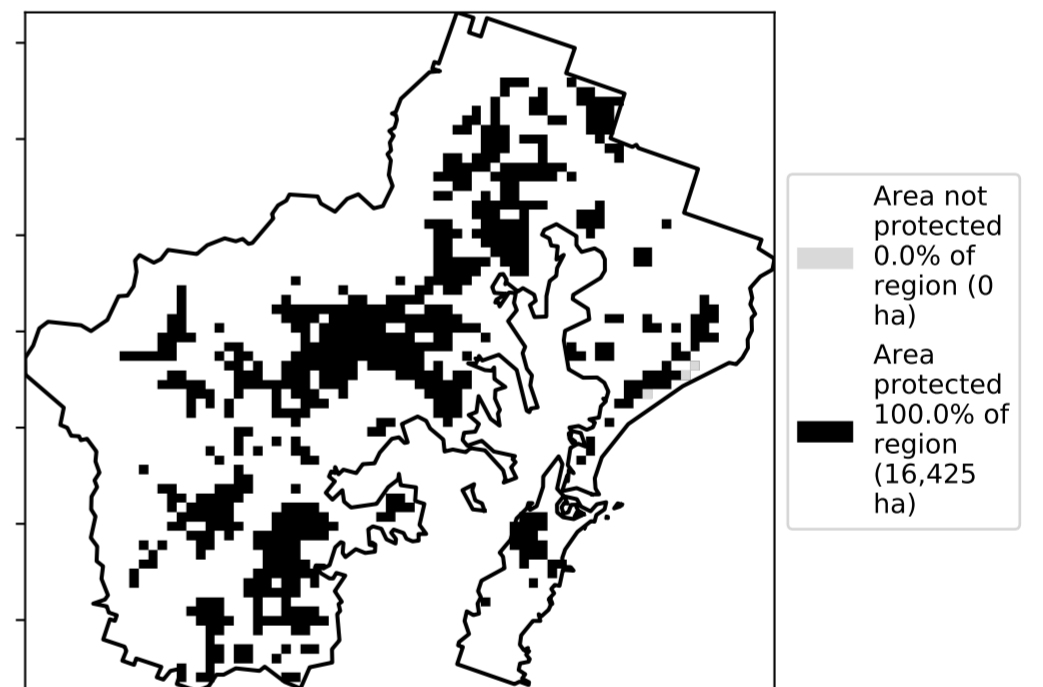 Area not
protected
0.0% of
region (0
ha)
Area
protected
100.0% of
region
(16,425
ha)